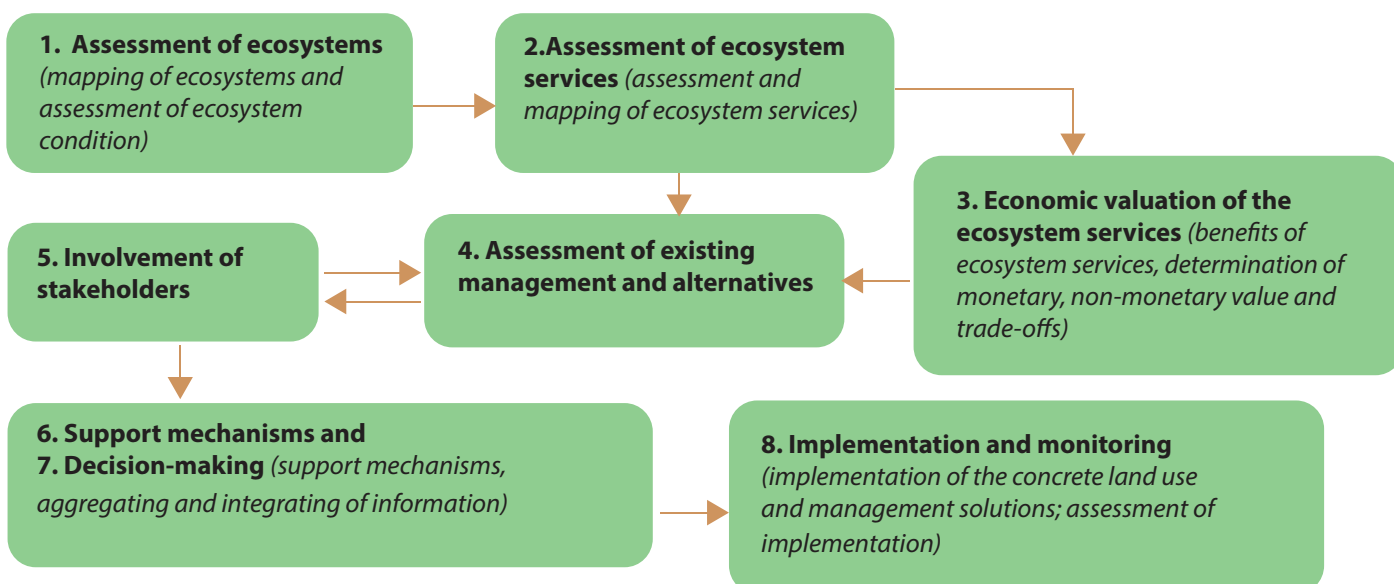 1. Assessment of ecosystems
(mapping of ecosystems and
assessment of ecosystem
condition)
2.Assessment of ecosystem
services (assessment and
mapping of ecosystem services)
3. Economic valuation of the
ecosystem services (benefits of
ecosystem services, determination of
monetary, non-monetary value and
trade-offs)
4. Assessment of existing
management and alternatives
5. Involvement of
stakeholders
6. Support mechanisms and
7. Decision-making (support mechanisms,
aggregating and integrating of information)
8. Implementation and monitoring
(implementation of the concrete land use
and management solutions; assessment of
implementation)